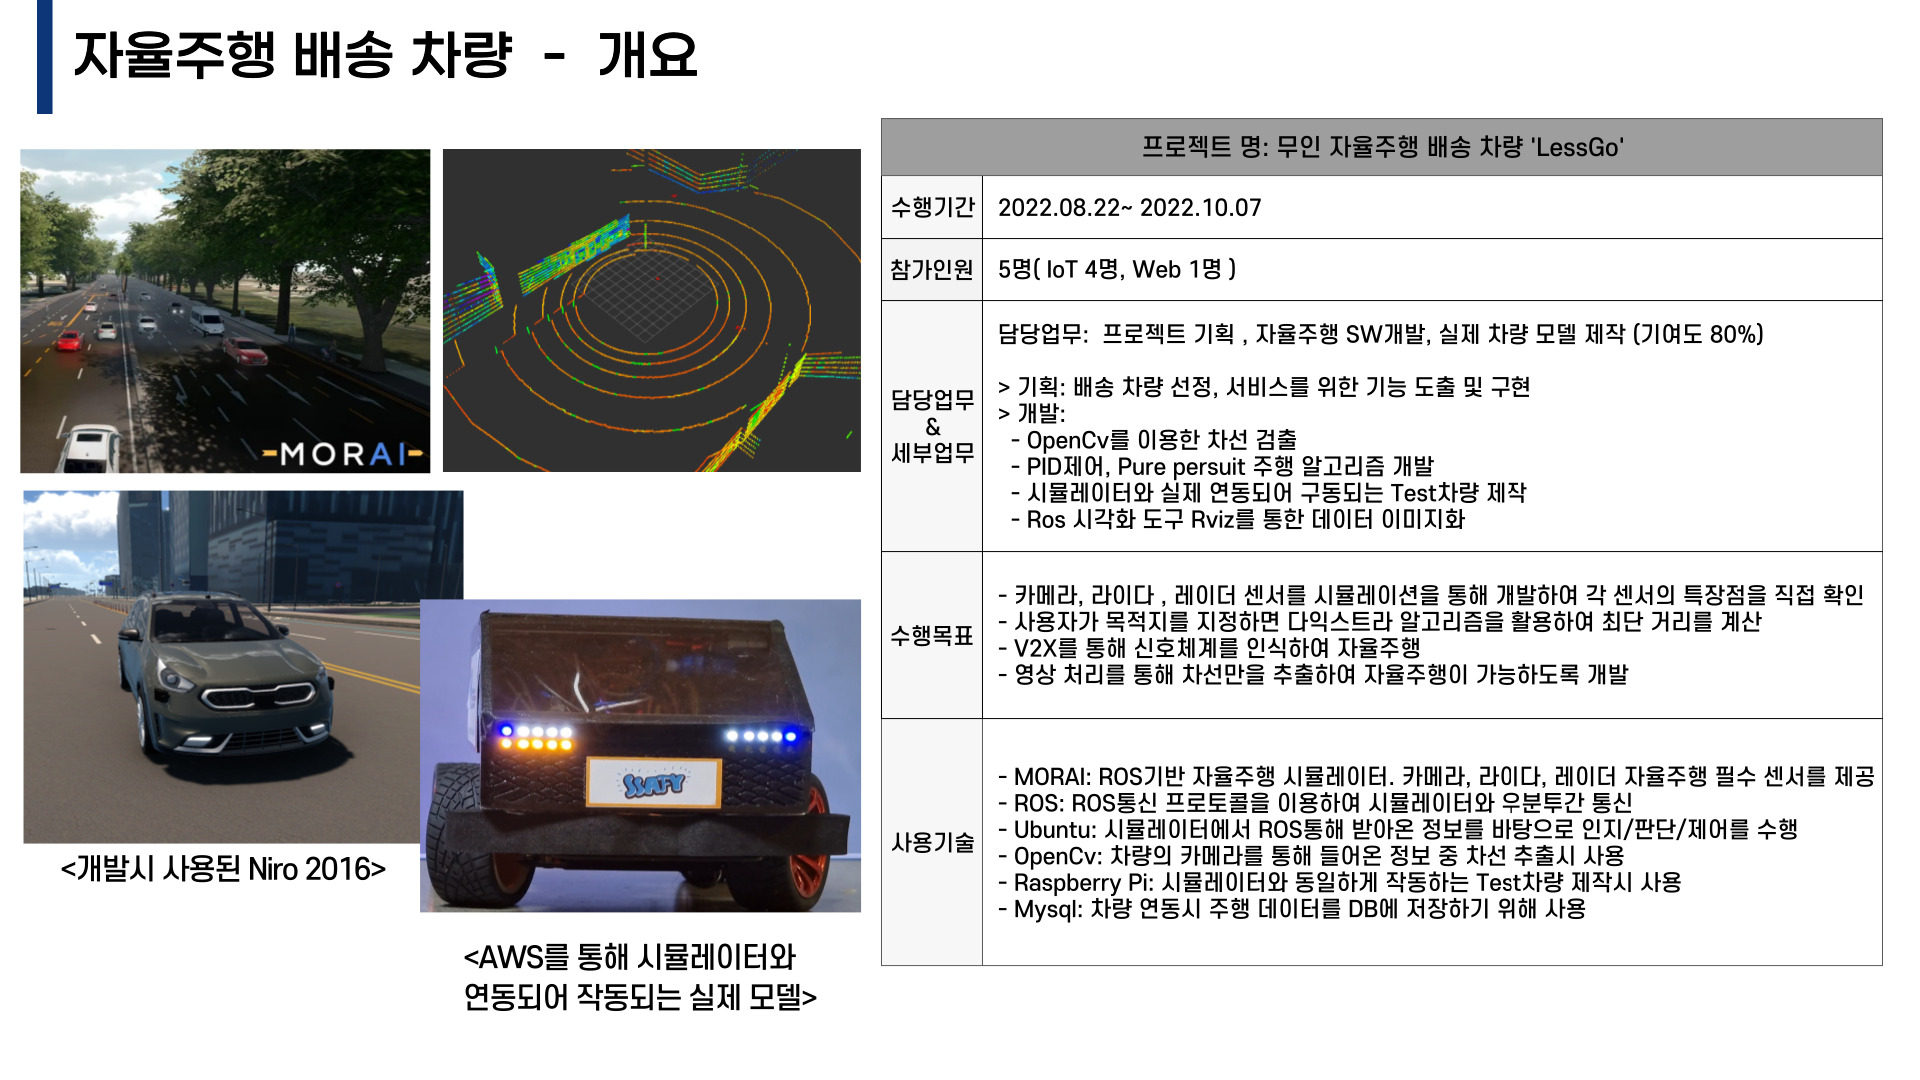 자율주행 배송 차량 - 개요
MORAI
<개발시 사용된 Niro 2016>
SSAFY
<AWS를 통해 시뮬레이터와
연동되어 작동되는 실제 모델>
프로젝트 명: 무인 자율주행 배송 차량 'LessGo'
수행기간
2022.08.22~ 2022.10.07
참가인원
5명( IoT 4명, Web 1명 )
담당업무
&
세부업무
담당업무: 프로젝트 기획 , 자율주행 SW개발, 실제 차량 모델 제작 (기여도 80%)
> 기획: 배송 차량 선정, 서비스를 위한 기능 도출 및 구현
> 개발:
- OpenCv를 이용한 차선 검출
- PID제어, Pure persuit 주행 알고리즘 개발
- 시뮬레이터와 실제 연동되어 구동되는 Test차량 제작
- Ros 시각화 도구 Rviz를 통한 데이터 이미지화
수행목표
- 카메라, 라이다 , 레이더 센서를 시뮬레이션을 통해 개발하여 각 센서의 특장점을 직접 확인
- 사용자가 목적지를 지정하면 다익스트라 알고리즘을 활용하여 최단 거리를 계산
- V2X를 통해 신호체계를 인식하여 자율주행
- 영상 처리를 통해 차선만을 추출하여 자율주행이 가능하도록 개발
사용기술
- MORAI: ROS기반 자율주행 시뮬레이터. 카메라, 라이다, 레이더 자율주행 필수 센서를 제공
- ROS: ROS통신 프로토콜을 이용하여 시뮬레이터와 우분투간 통신
- Ubuntu: 시뮬레이터에서 ROS통해 받아온 정보를 바탕으로 인지/판단/제어를 수행
- OpenCv: 차량의 카메라를 통해 들어온 정보 중 차선 추출시 사용
- Raspberry Pi: 시뮬레이터와 동일하게 작동하는 Test차량 제작시 사용
- Mysql: 차량 연동시 주행 데이터를 DB에 저장하기 위해 사용